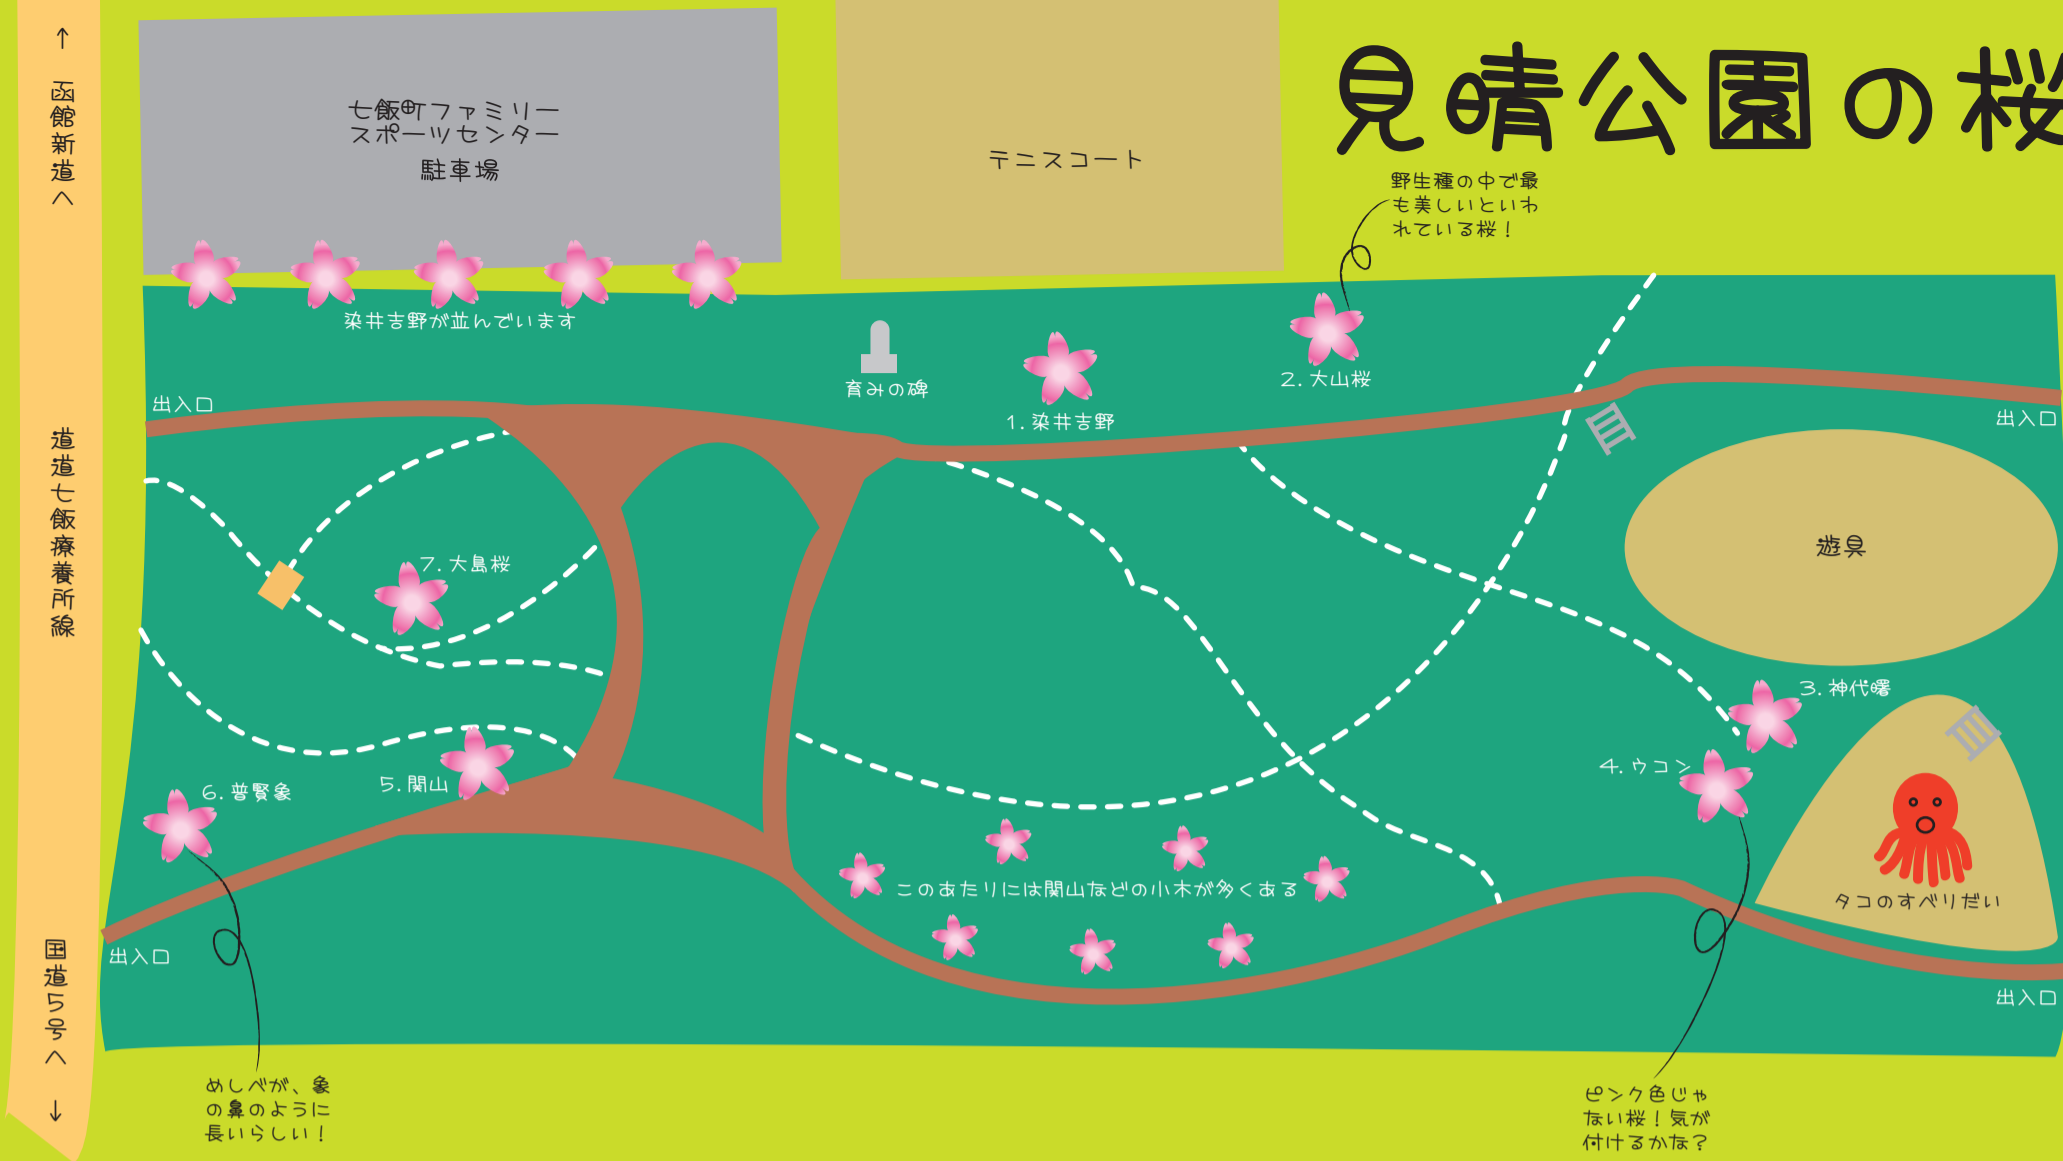 見晴公園の桜
↑ 函館新道へ
道道七飯療養所線
国道5号へ ↓
七飯町ファミリー
スポーツセンター
駐車場
テニスコート
野生種の中で最
も美しいといわ
れている桜!
染井吉野が並んでいます
育みの碑
1. 染井吉野
2. 大山桜
出入口
出入口
遊具
7. 大島桜
3. 神代曙
4. ウコン
5. 関山
6. 普賢象
このあたりには関山などの小木が多くある
タコのすべりだい
出入口
出入口
めしべが、象
の鼻のように
長いらしい!
ピンク色じゃ
ない桜!気が
付けるかな?